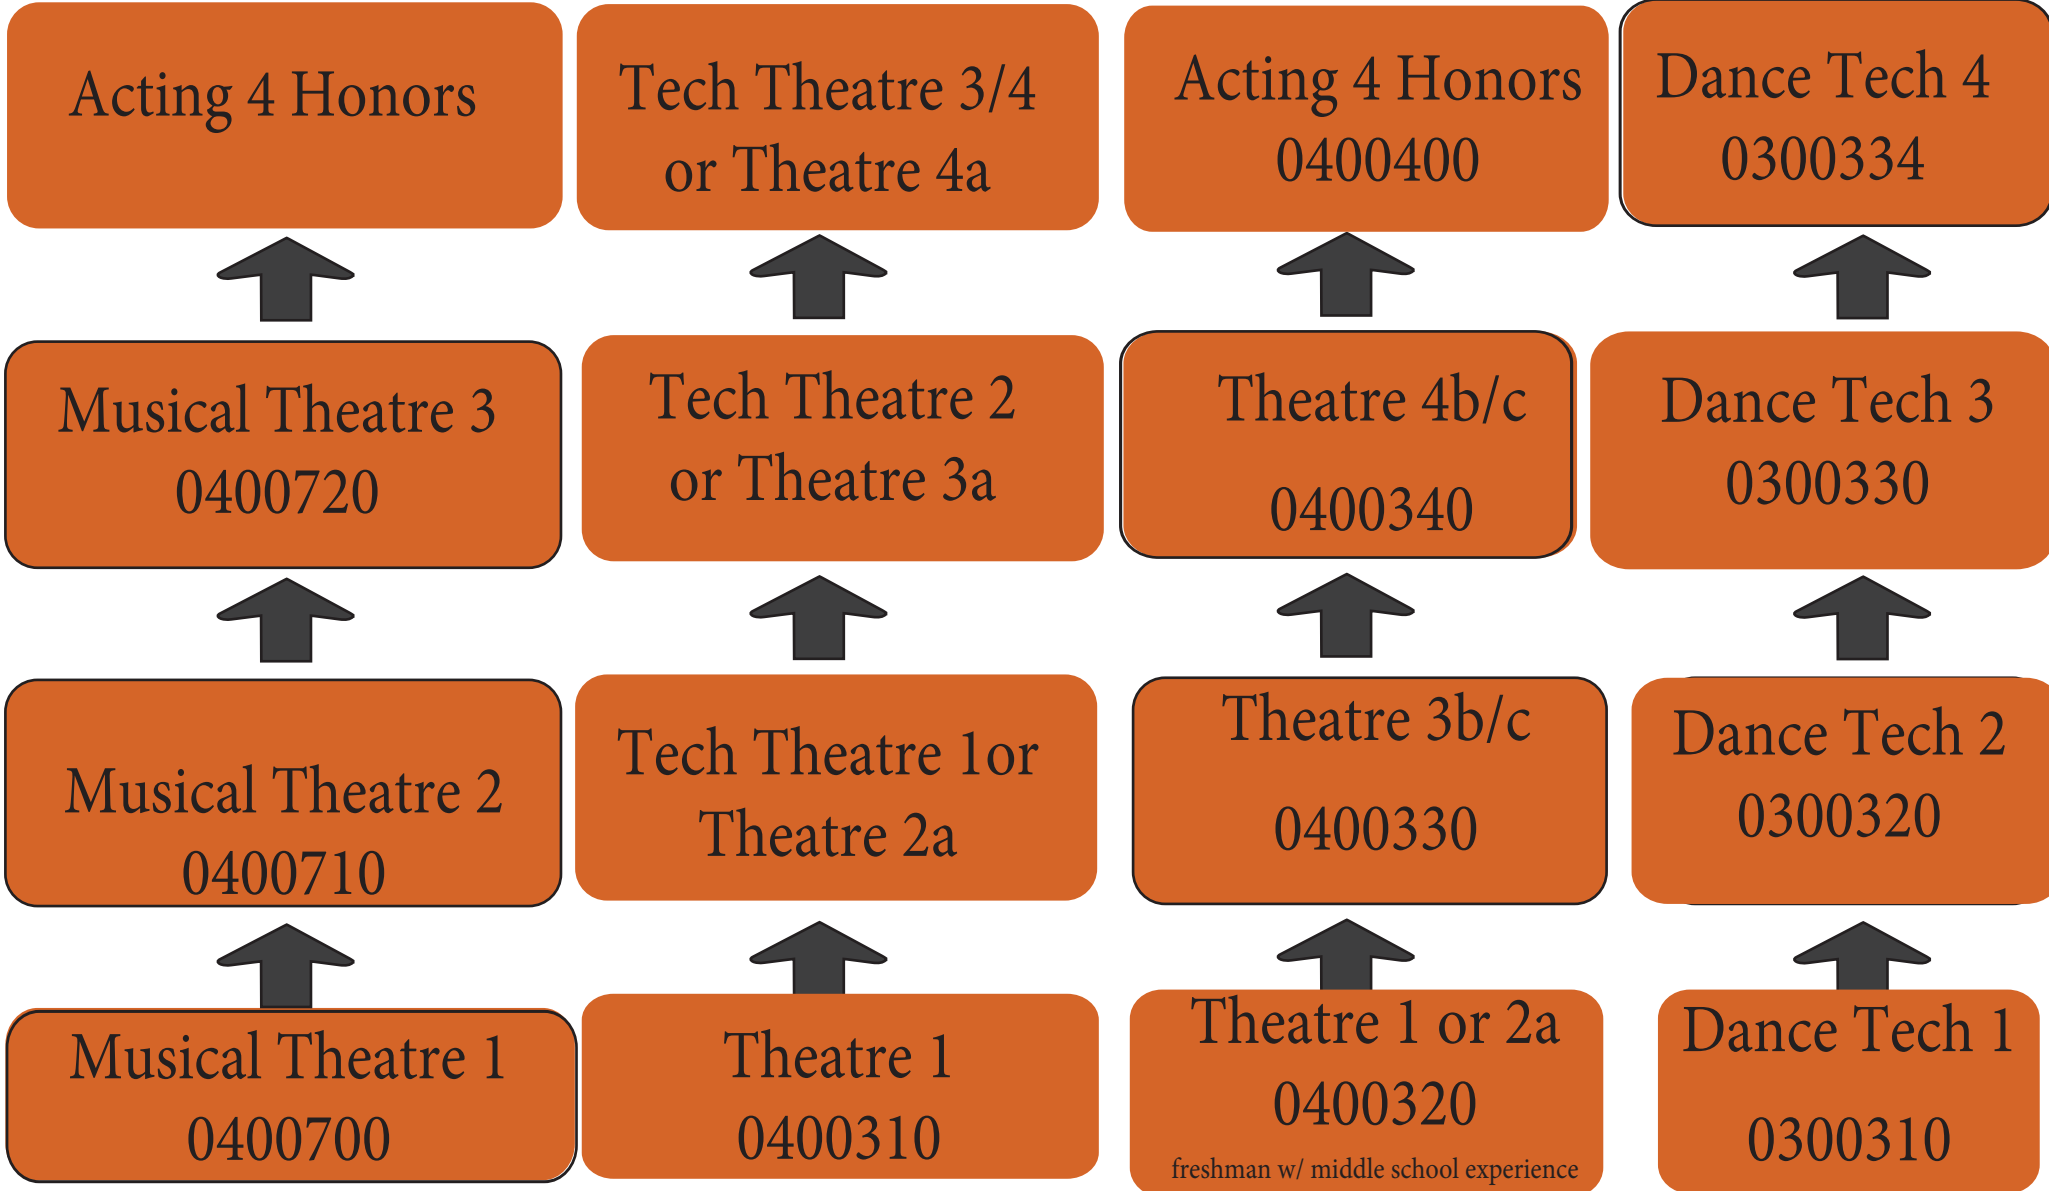 Acting 4 Honors
Tech Theatre 3/4
or Theatre 4a
Acting 4 Honors
0400400
Dance Tech 4
0300334
Musical Theatre 3
0400720
Tech Theatre 2
or Theatre 3a
Theatre 4b/c
0400340
Dance Tech 3
0300330
Musical Theatre 2
0400710
Tech Theatre 1or
Theatre 2a
Theatre 3b/c
0400330
Dance Tech 2
0300320
Musical Theatre 1
0400700
Theatre 1
0400310
Theatre 1 or 2a
0400320
freshman w/ middle school experience
Dance Tech 1
0300310